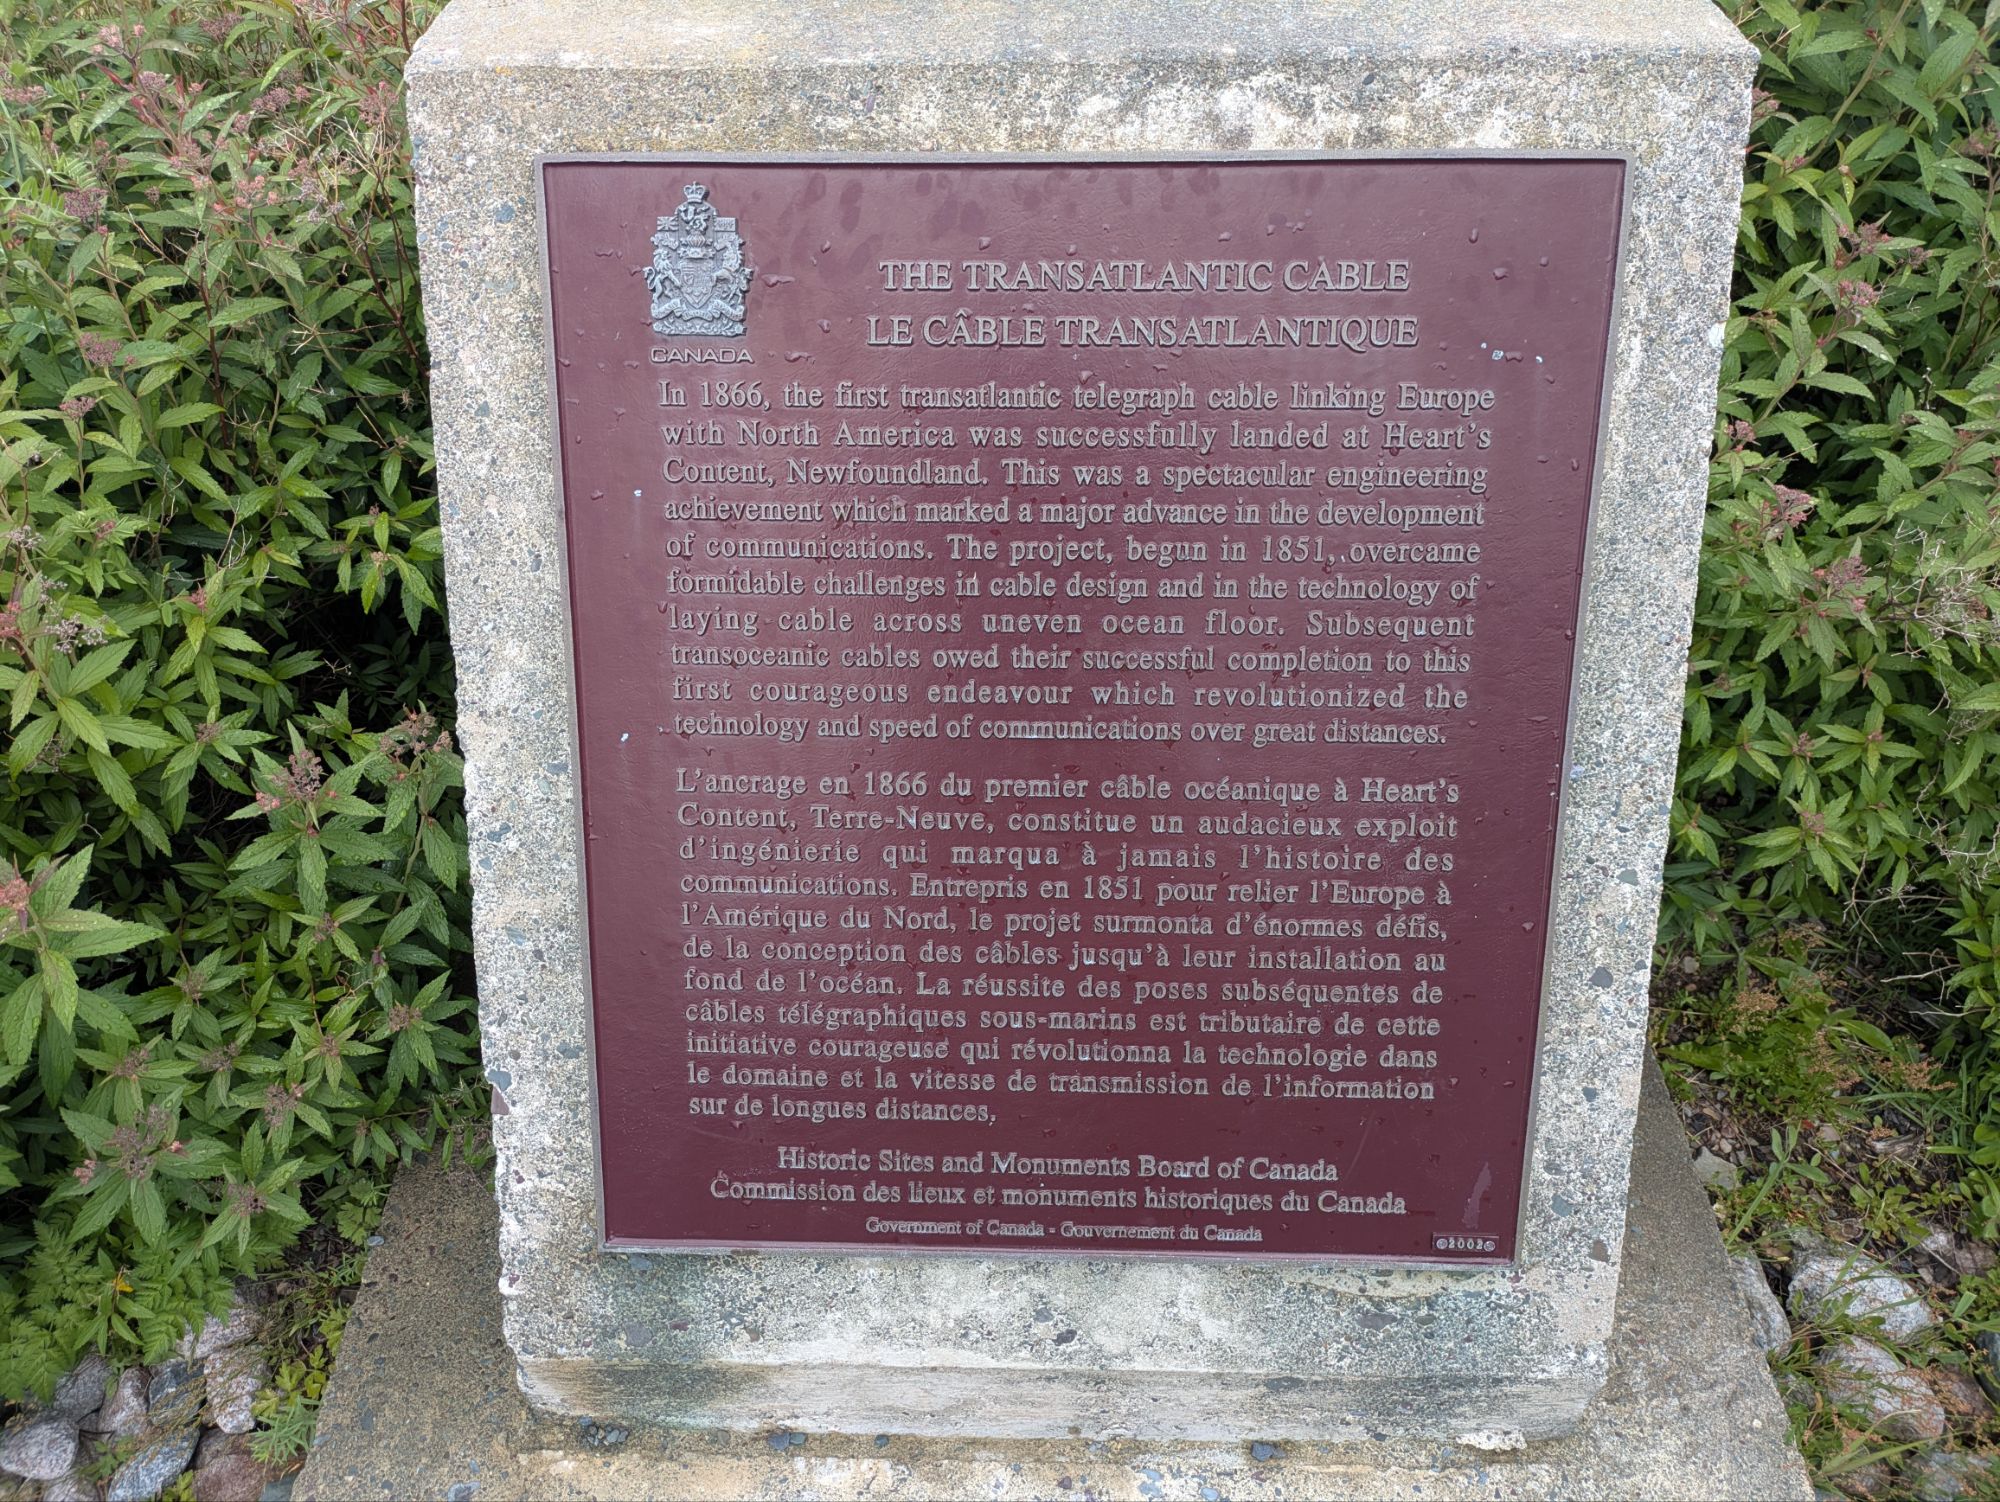 CANADA
THE TRANSATLANTIC CABLE
LE CÂBLE TRANSATLANTIQUE
In 1866, the first transatlantic telegraph cable linking Europe
with North America was successfully landed at Heart's
Content, Newfoundland. This was a spectacular engineering
achievement which marked a major advance in the development
of communications. The project, begun in 1851, overcame
formidable challenges in cable design and in the technology of
laying cable across uneven ocean floor. Subsequent
transoceanic cables owed their successful completion to this
first courageous endeavour which revolutionized the
technology and speed of communications over great distances.
L'ancrage en 1866 du premier câble océanique à Heart's
Content, Terre-Neuve, constitue un audacieux exploit
d'ingénierie qui marqua à jamais l'histoire des
communications. Entrepris en 1851 pour relier l'Europe à
l'Amérique du Nord, le projet surmonta d'énormes défis,
de la conception des câbles jusqu'à leur installation au
fond de l'océan. La réussite des poses subséquentes de
câbles télégraphiques sous-marins est tributaire de cette
initiative courageuse qui révolutionna la technologie dans
le domaine et la vitesse de transmission de l'information
sur de longues distances.
Historic Sites and Monuments Board of Canada
Commission des lieux et monuments historiques du Canada
Government of Canada - Gouvernement du Canada
2002